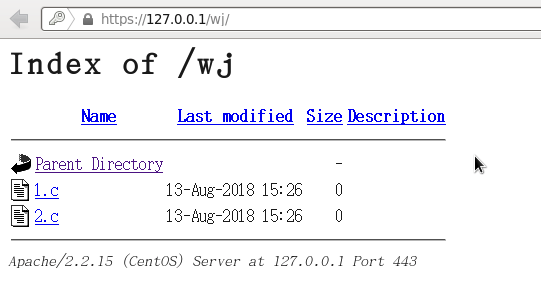 https://127.0.0.1/wj/
Index of /wj
Name Last modified Size Description
Parent Directory -
1.c 13-Aug-2018 15:26 0
2.c 13-Aug-2018 15:26 0
Apache/2.2.15 (CentOS) Server at 127.0.0.1 Port 443